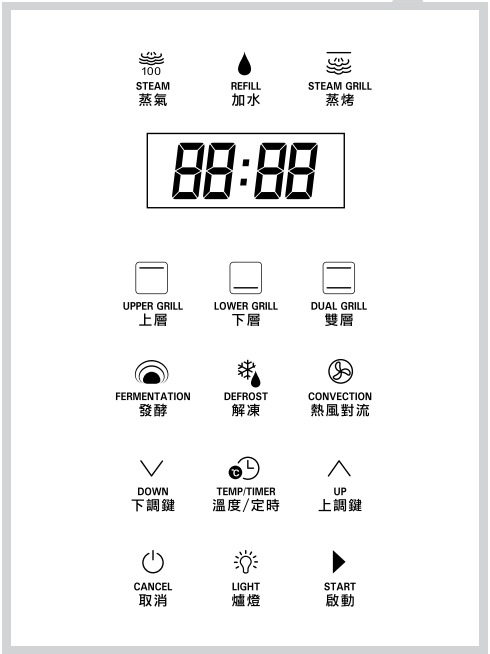 100
STEAM
蒸氣
REFILL
加水
STEAM GRILL
蒸烤
88:88
UPPER GRILL
上層
LOWER GRILL
下層
DUAL GRILL
雙層
FERMENTATION
發酵
DEFROST
解凍
CONVECTION
熱風對流
DOWN
下調鍵
°C
TEMP/TIMER
溫度/定時
UP
上調鍵
CANCEL
取消
LIGHT
爐燈
START
啟動